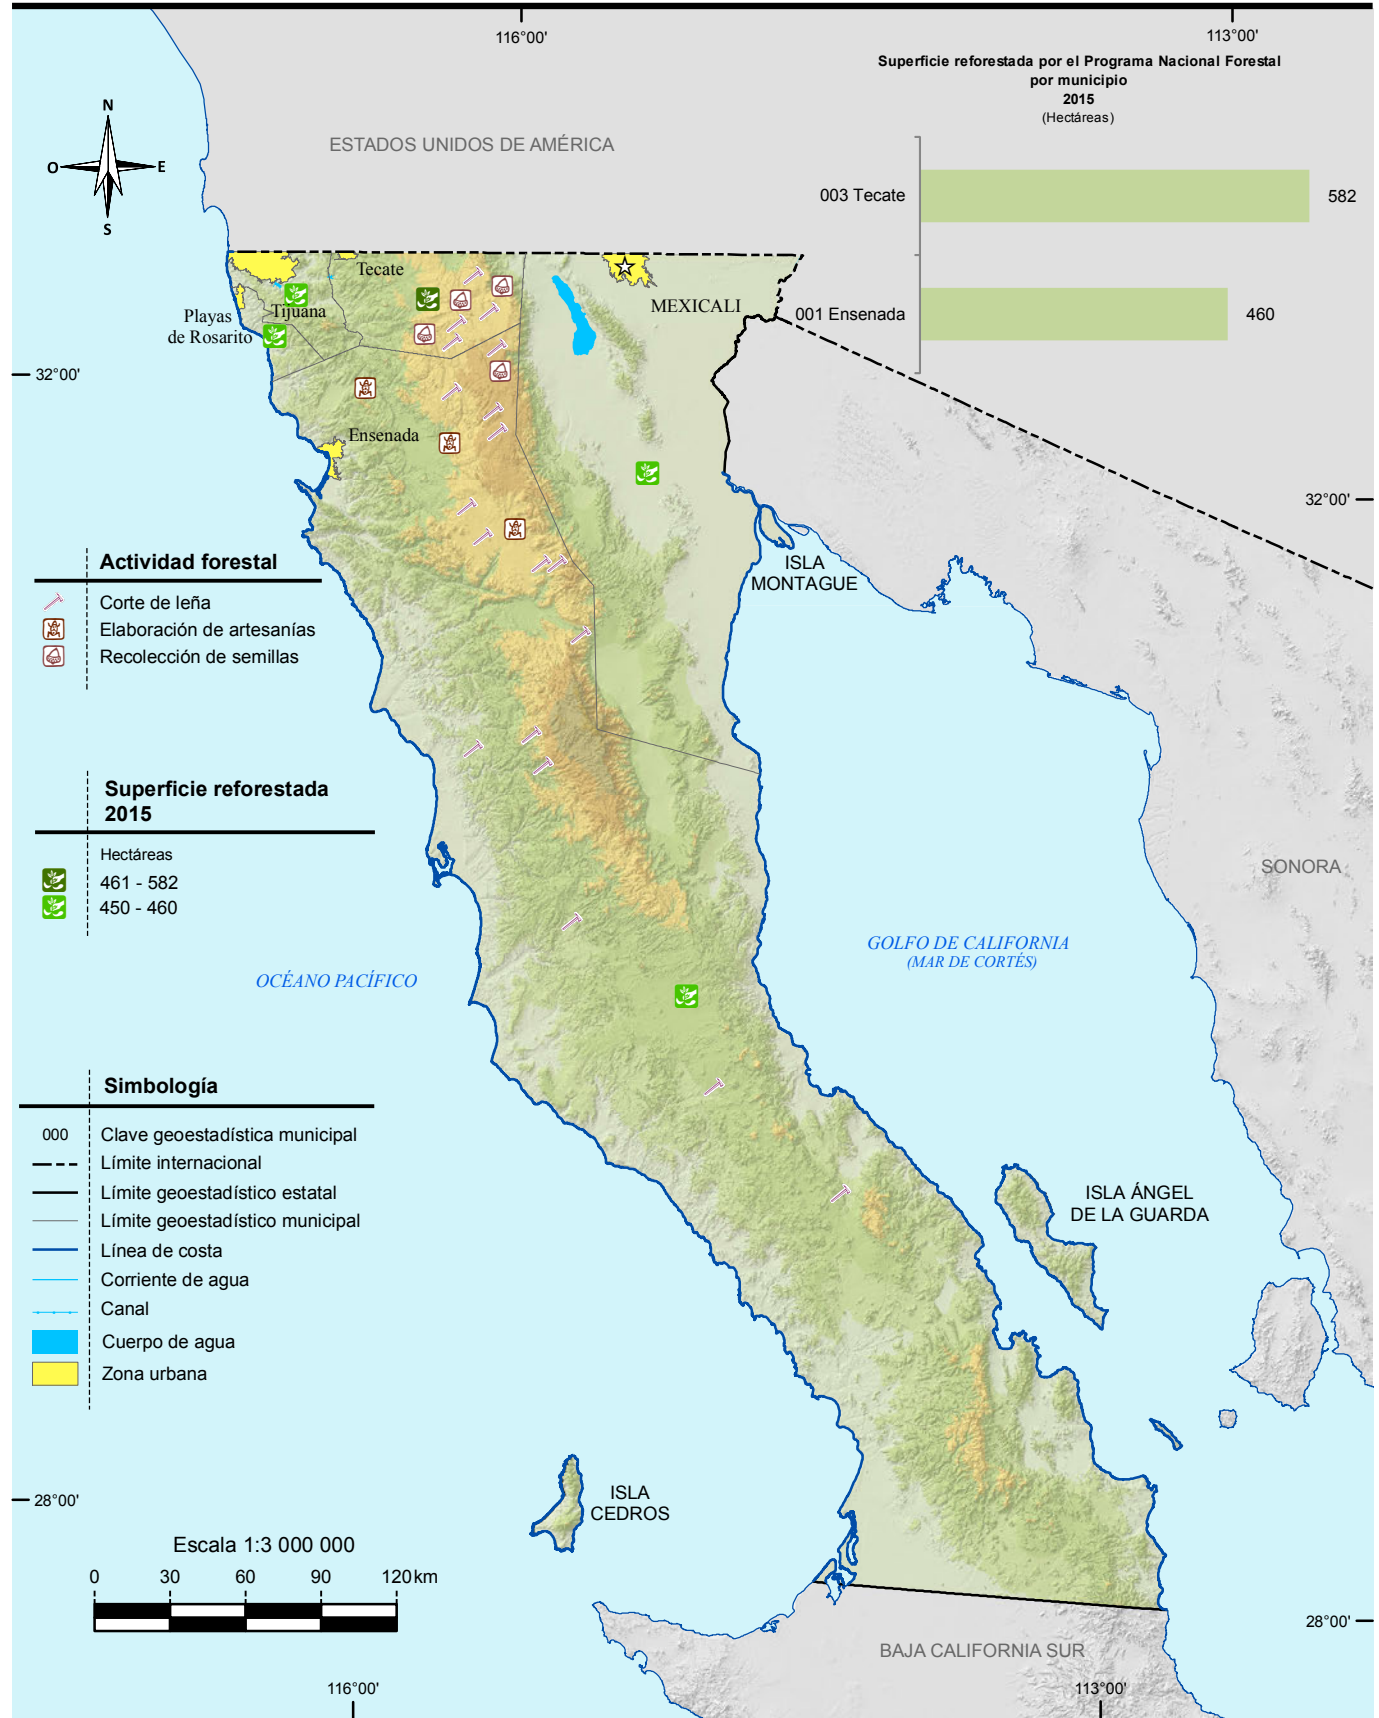 116°00'
113°00'
Superficie reforestada por el Programa Nacional Forestal
por municipio
2015
(Hectáreas)
N
O
E
S
ESTADOS UNIDOS DE AMÉRICA
003 Tecate
582
001 Ensenada
460
Tecate
MEXICALI
Tijuana
Playas
de Rosarito
32°00'
Ensenada
32°00'
ISLA
MONTAGUE
Actividad forestal
Corte de leña
Elaboración de artesanías
Recolección de semillas
Superficie reforestada
2015
Hectáreas
461 - 582
450 - 460
SONORA
GOLFO DE CALIFORNIA
(MAR DE CORTÉS)
OCÉANO PACÍFICO
Simbología
000 Clave geoestadística municipal
Límite internacional
Límite geoestadístico estatal
Límite geoestadístico municipal
Línea de costa
Corriente de agua
Canal
Cuerpo de agua
Zona urbana
ISLA ÁNGEL
DE LA GUARDA
28°00'
ISLA
CEDROS
Escala 1:3 000 000
0 30 60 90 120 km
28°00'
BAJA CALIFORNIA SUR
116°00'
113°00'